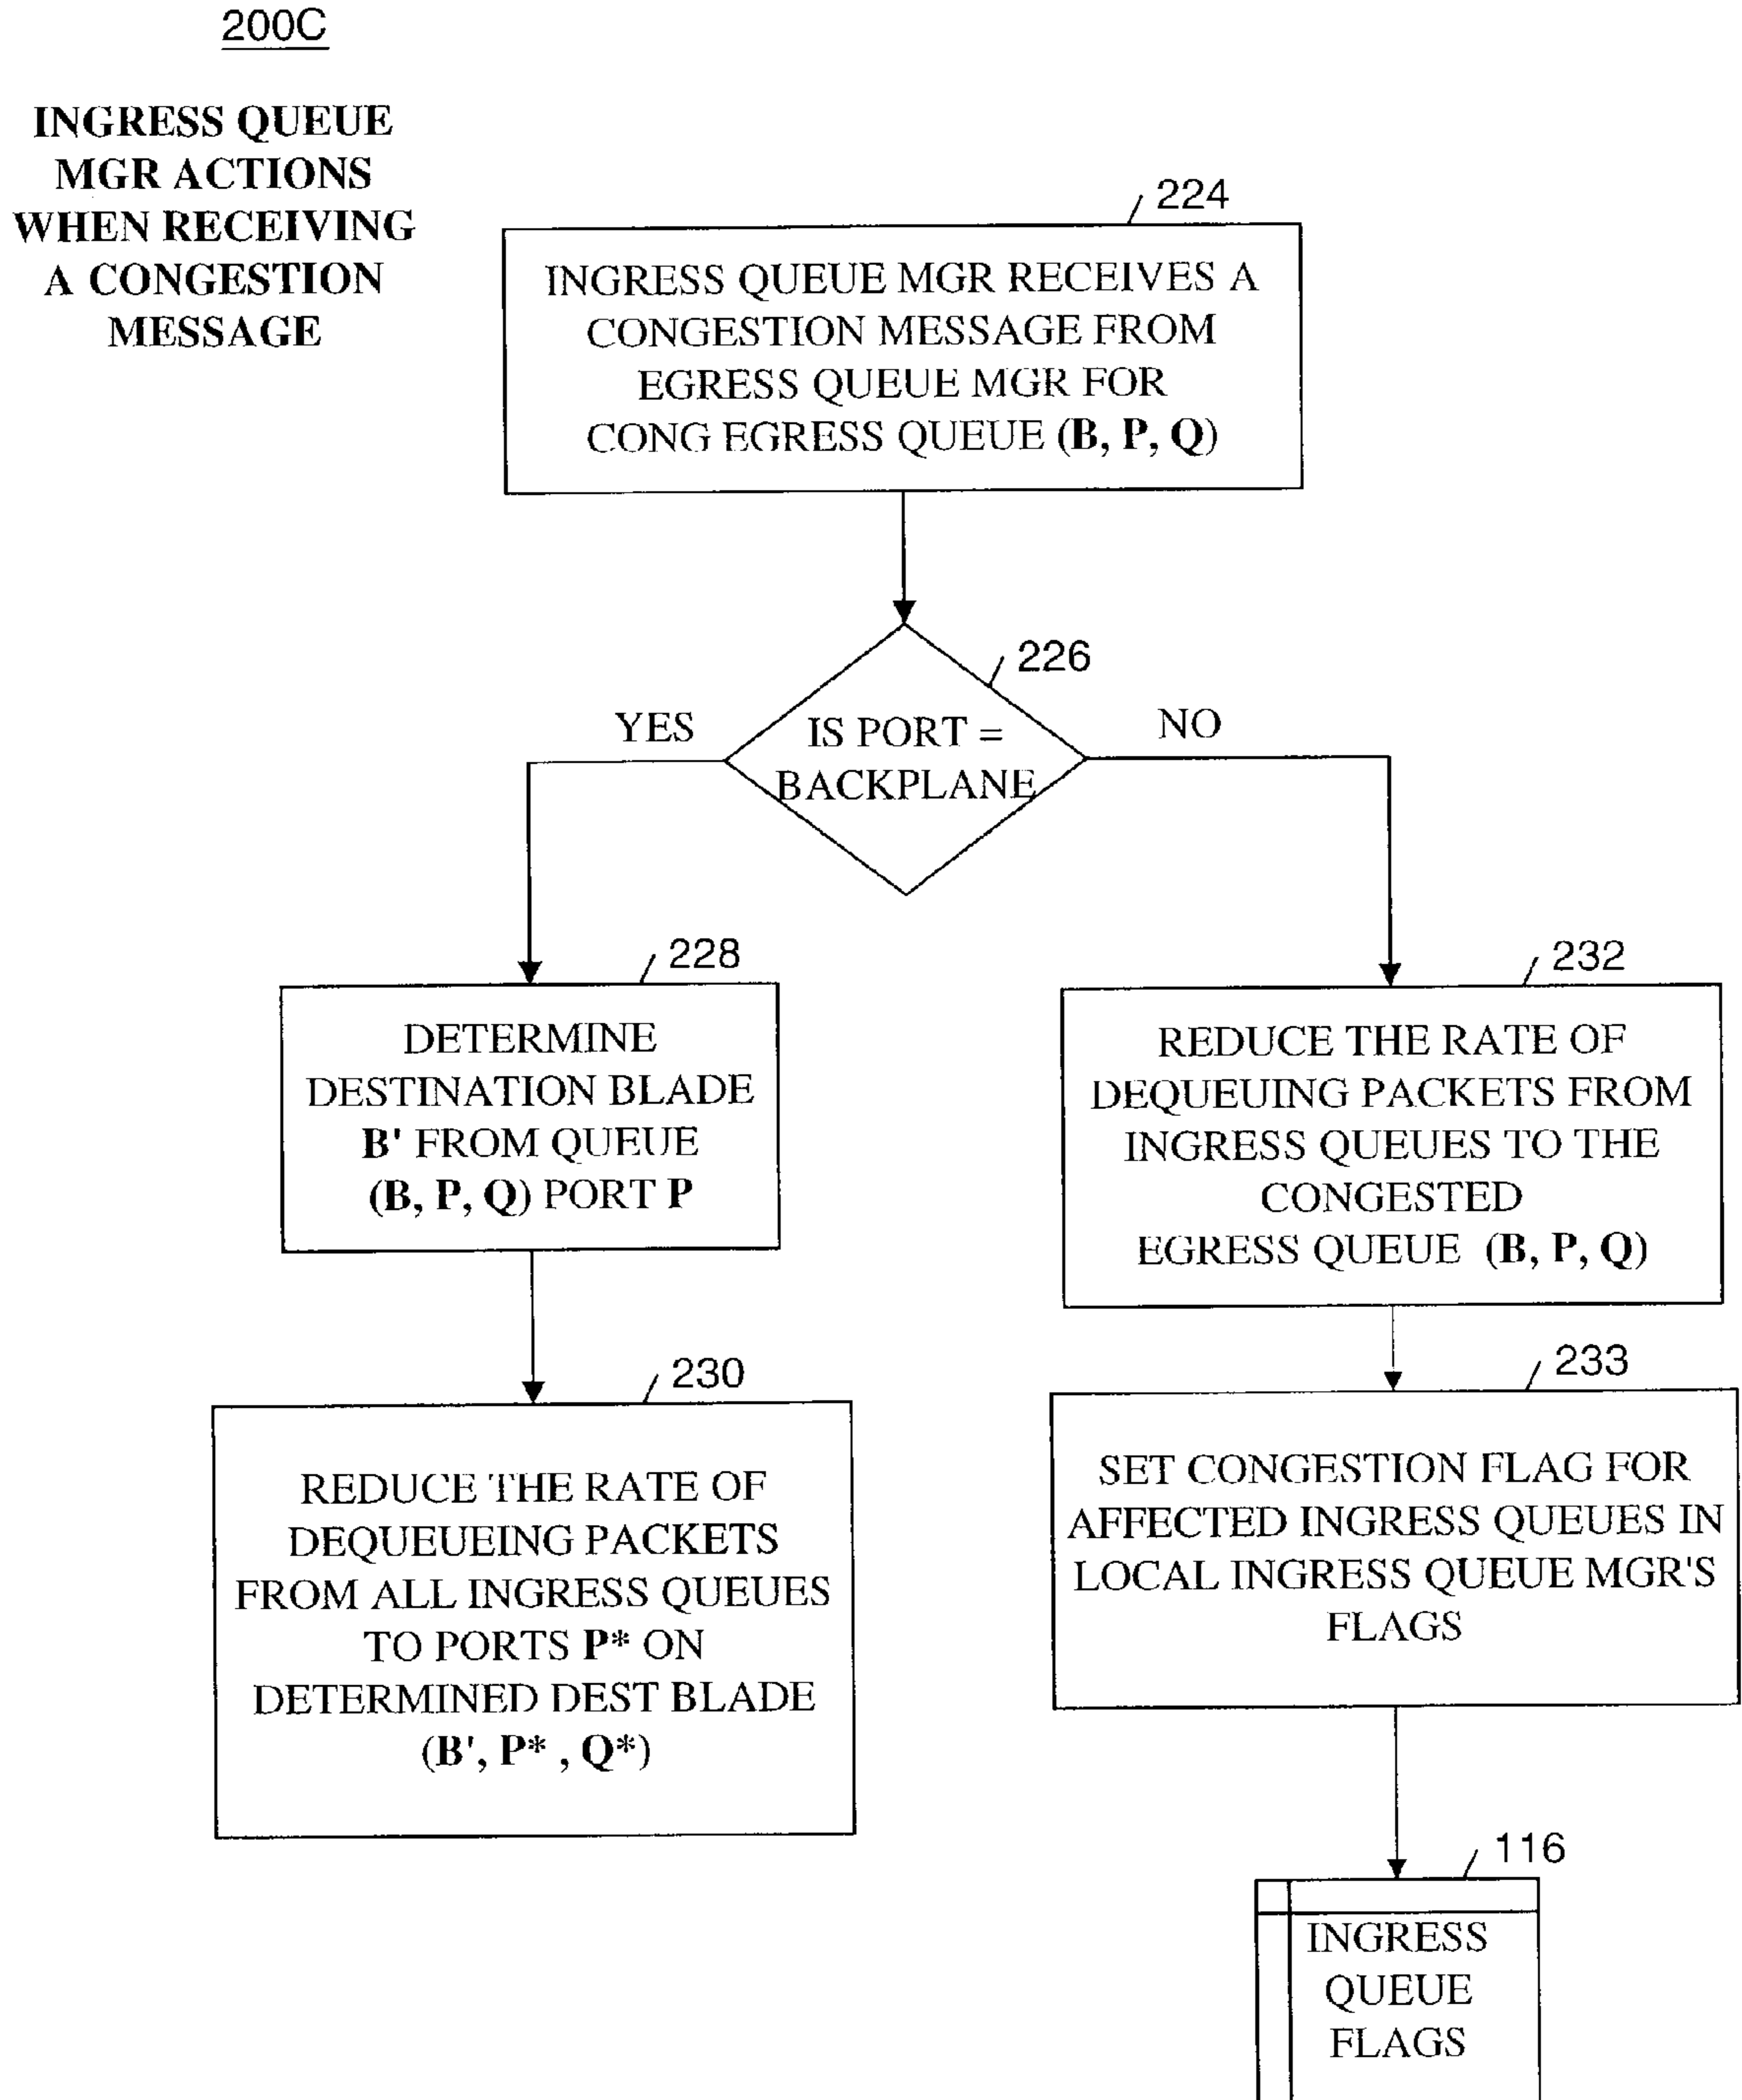 200C
INGRESS QUEUE
MGR ACTIONS
WHEN RECEIVING
A CONGESTION
MESSAGE
224
INGRESS QUEUE MGR RECEIVES A
CONGESTION MESSAGE FROM
EGRESS QUEUE MGR FOR
CONG EGRESS QUEUE (B, P, Q)
226
YES
IS PORT =
BACKPLANE
NO
228
DETERMINE
DESTINATION BLADE
B' FROM QUEUE
(B, P, Q) PORT P
232
REDUCE THE RATE OF
DEQUEUING PACKETS FROM
INGRESS QUEUES TO THE
CONGESTED
EGRESS QUEUE (B, P, Q)
230
REDUCE THE RATE OF
DEQUEUEING PACKETS
FROM ALL INGRESS QUEUES
TO PORTS P* ON
DETERMINED DEST BLADE
(B', P* , Q*)
233
SET CONGESTION FLAG FOR
AFFECTED INGRESS QUEUES IN
LOCAL INGRESS QUEUE MGR'S
FLAGS
116
INGRESS
QUEUE
FLAGS